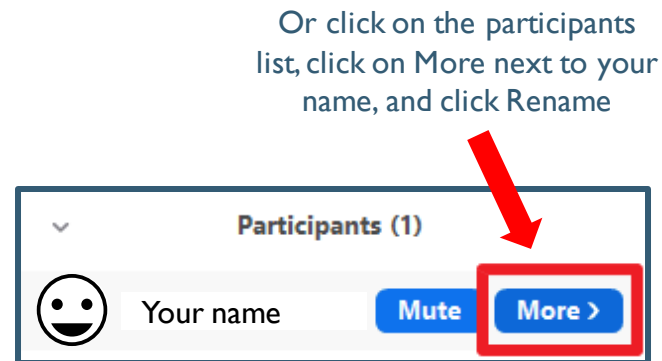 Or click on the participants
list, click on More next to your
name, and click Rename
Participants (1)
Your name Mute More >